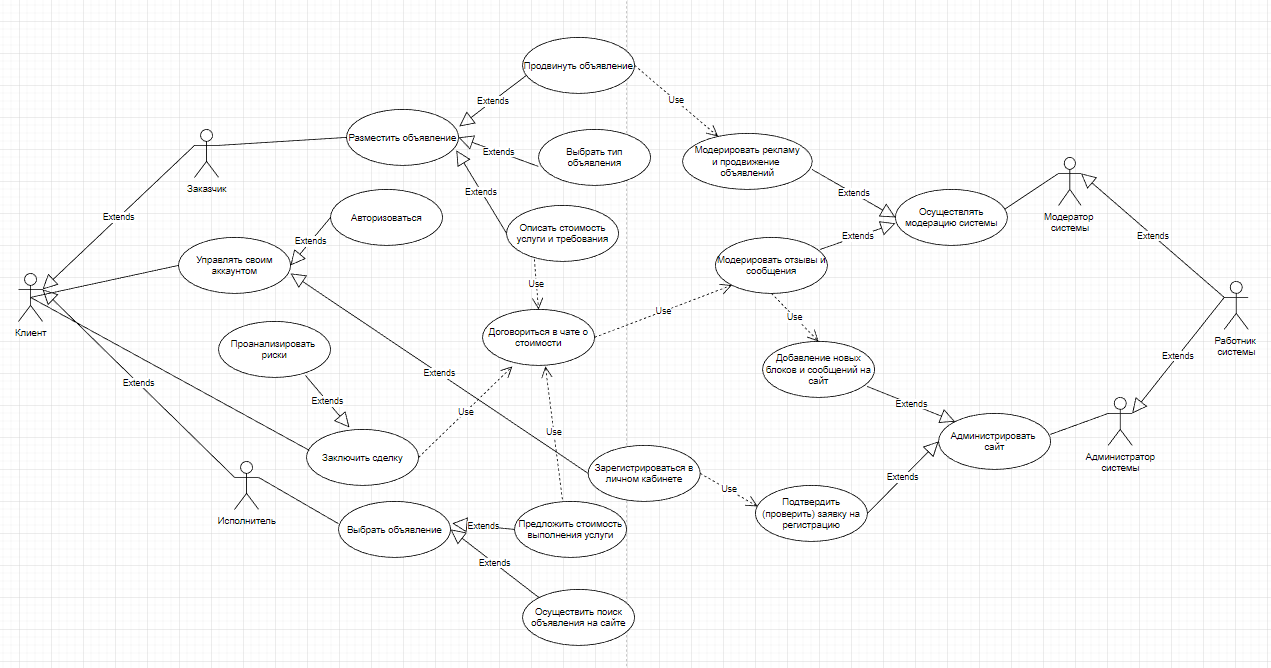 Продвинуть объявление
Extends
Use
Разместить объявление
Extends
Выбрать тип
объявления
Модерировать рекламу
и продвижение
объявлений
Заказчик
Extends
Extends
Модератор
системы
Авторизоваться
Описать стоимость
услуги и требования
Осуществлять
модерацию системы
Extends
Extends
Extends
Extends
Управлять своим
аккаунтом
Модерировать отзывы и
сообщения
Use
Клиент
Use
Use
Договориться в чате о
стоимости
Проанализировать
риски
Работник
системы
Extends
Добавление новых
блоков и сообщений на
сайт
Extends
Extends
Extends
Extends
Use
Use
Администрировать
сайт
Заключить сделку
Администратор
системы
Зарегистрироваться в
личном кабинете
Extends
Use
Подтвердить
(проверить) заявку на
регистрацию
Исполнитель
Выбрать объявление
Extends
Предложить стоимость
выполнения услуги
Extends
Осуществить поиск
объявления на сайте